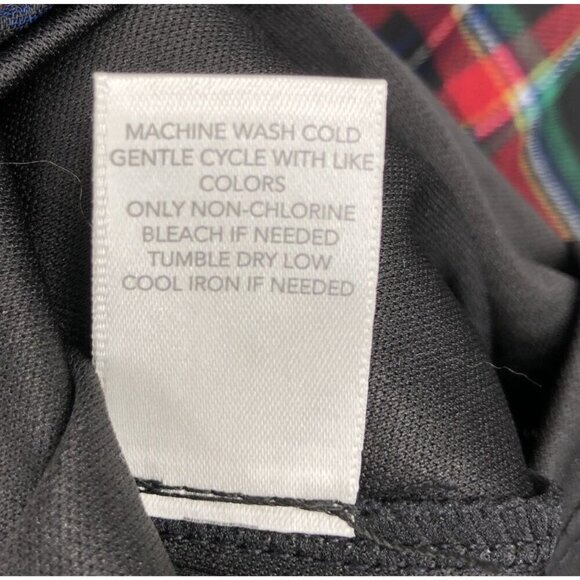 MACHINE WASH COLD
GENTLE CYCLE WITH LIKE
COLORS
ONLY NON-CHLORINE
BLEACH IF NEEDED
TUMBLE DRY LOW
COOL IRON IF NEEDED